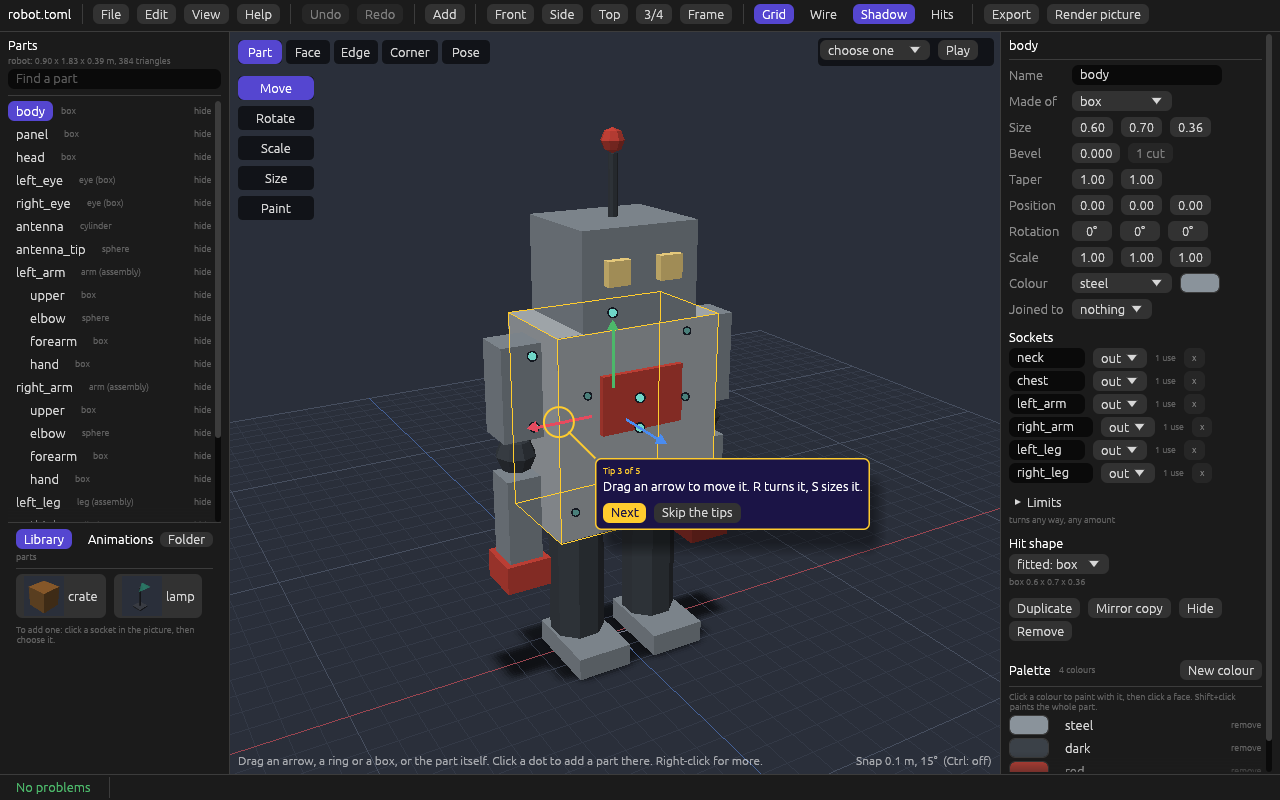 robot.toml File Edit View Help Undo Redo Add Front Side Top 3/4 Frame Grid Wire Shadow Hits Export Render picture
Parts
robot: 0.90 x 1.83 x 0.39 m, 384 triangles
Find a part
body box hide
panel box hide
head box hide
left_eye eye (box) hide
right_eye eye (box) hide
antenna cylinder hide
antenna_tip sphere hide
left_arm arm (assembly) hide
upper box hide
elbow sphere hide
forearm box hide
hand box hide
right_arm arm (assembly) hide
upper box hide
elbow sphere hide
forearm box hide
hand box hide
left_leg leg (assembly) hide
Library Animations Folder
parts
crate lamp
To add one: click a socket in the picture, then
choose it.
Part Face Edge Corner Pose
choose one Play
Move
Rotate
Scale
Size
Paint
Tip 3 of 5
Drag an arrow to move it. R turns it, S sizes it.
Next Skip the tips
Drag an arrow, a ring or a box, or the part itself. Click a dot to add a part there. Right-click for more.
Snap 0.1 m, 15° (Ctrl: off)
body
Name body
Made of box
Size 0.60 0.70 0.36
Bevel 0.000 1 cut
Taper 1.00 1.00
Position 0.00 0.00 0.00
Rotation 0° 0° 0°
Scale 1.00 1.00 1.00
Colour steel
Joined to nothing
Sockets
neck out 1 use x
chest out 1 use x
left_arm out 1 use x
right_arm out 1 use x
left_leg out 1 use x
right_leg out 1 use x
Limits
turns any way, any amount
Hit shape
fitted: box
box 0.6 x 0.7 x 0.36
Duplicate Mirror copy Hide
Remove
Palette 4 colours New colour
Click a colour to paint with it, then click a face. Shift+click
paints the whole part.
steel remove
dark remove
red remove
No problems